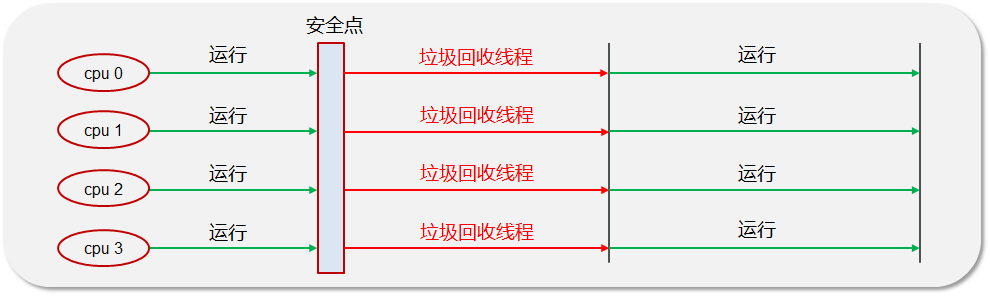 安全点
cpu 0 运行 垃圾回收线程 运行
cpu 1 运行 垃圾回收线程 运行
cpu 2 运行 垃圾回收线程 运行
cpu 3 运行 垃圾回收线程 运行